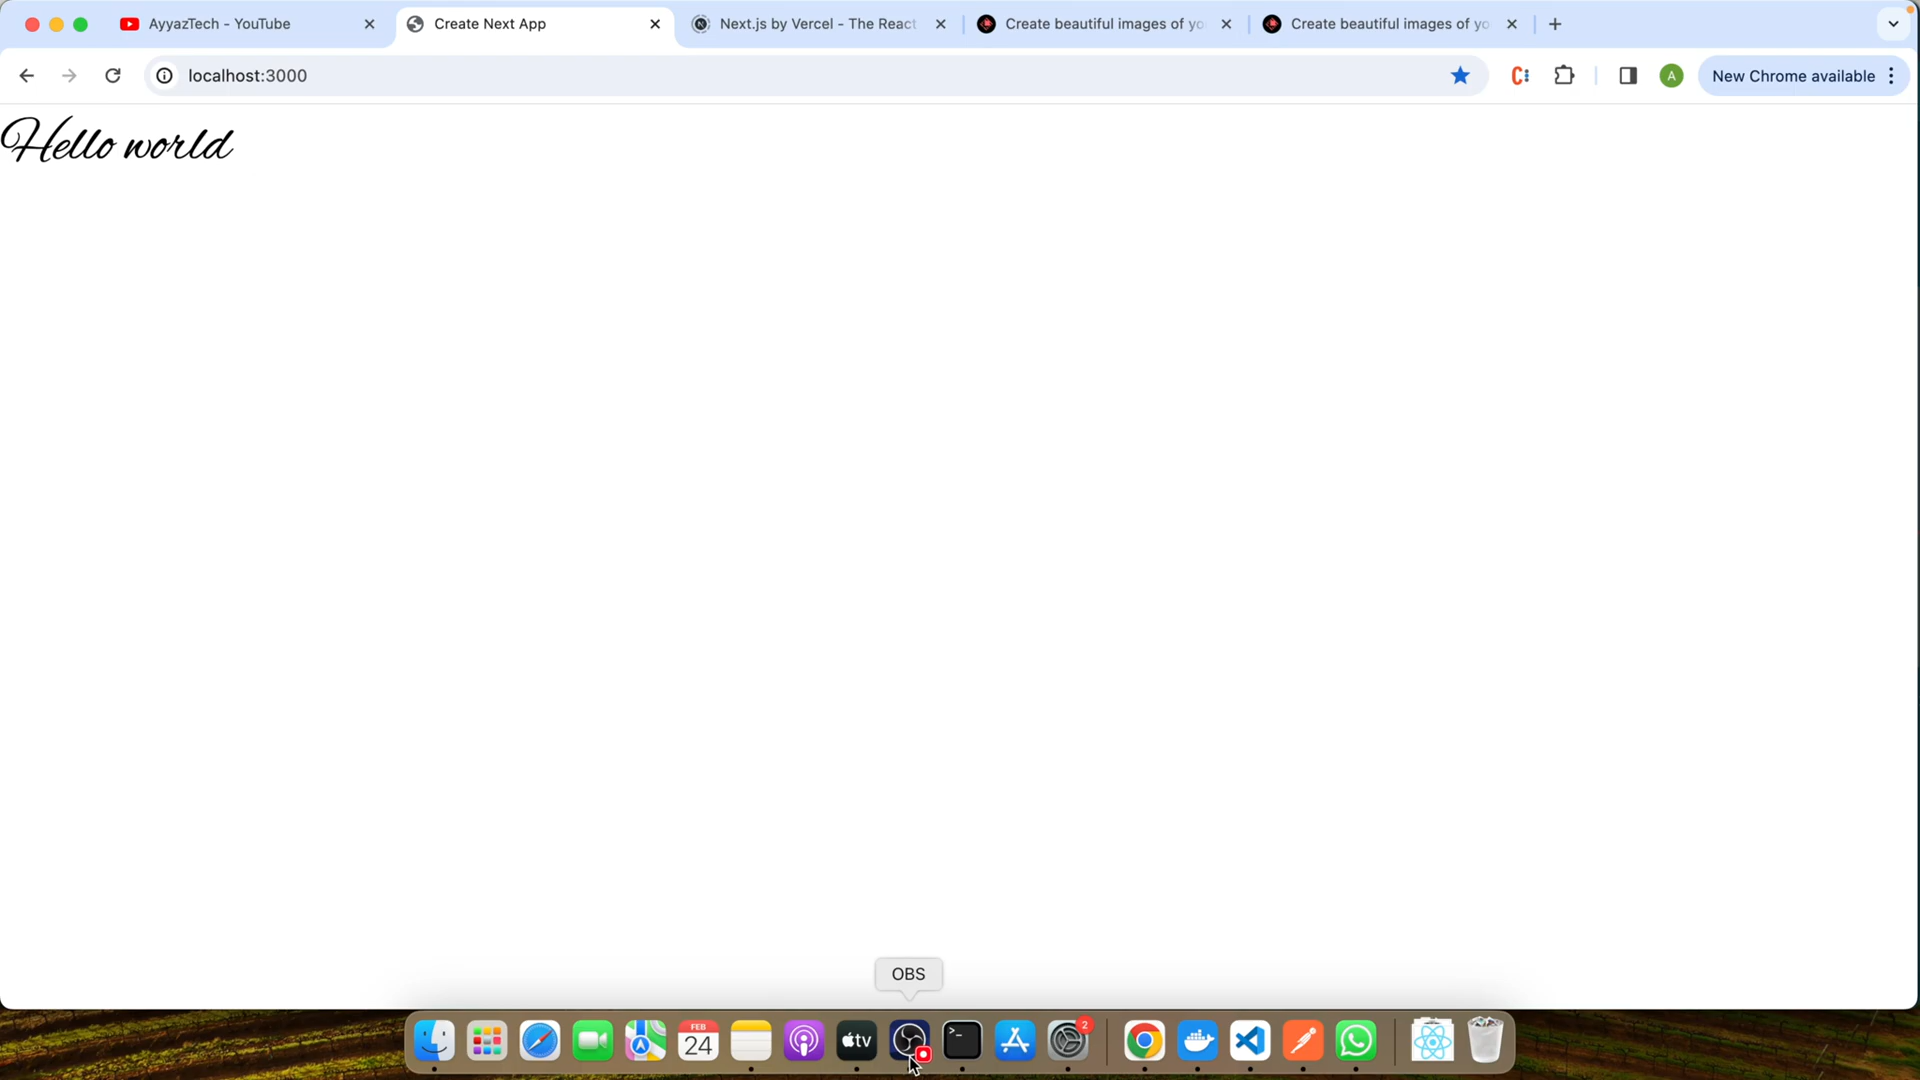 AyyazTech - YouTube
Create Next App
Next.js by Vercel - The React
Create beautiful images of yo
Create beautiful images of yo
localhost:3000
A
New Chrome available
Hello world
OBS
FEB
24
tv
>_
2